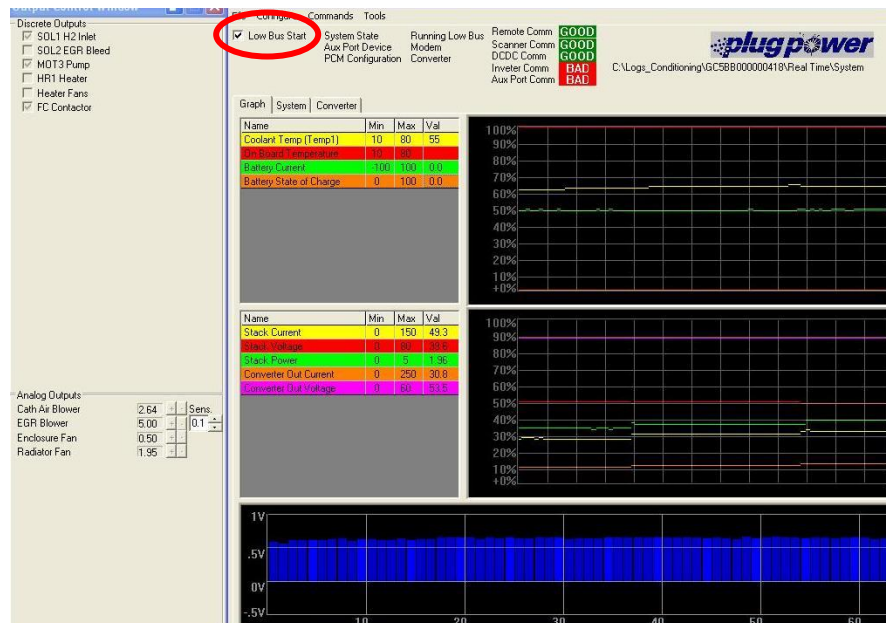 Output Control Window
Discrete Outputs
SOL1 H2 Inlet
SOL2 EGR Bleed
MOT3 Pump
HR1 Heater
Heater Fans
FC Contactor
Analog Outputs
Cath Air Blower 2.64 + - Sens.
EGR Blower 5.00 + - 0.1
Enclosure Fan 0.50 + -
Radiator Fan 1.95 + -
Commands Tools
Low Bus Start
System State Running Low Bus
Aux Port Device Modem
PCM Configuration Converter
Remote Comm GOOD
Scanner Comm GOOD
DCDC Comm GOOD
Inveter Comm BAD
Aux Port Comm BAD
C:\Logs_Conditioning\GC5BB000000418\Real Time\System
plug power
Graph System Converter
Name Min Max Val
Coolant Temp (Temp1) 10 80 55
On Board Temperature 10 80
Battery Current -100 100 0.0
Battery State of Charge 0 100 0.0
100%
90%
80%
70%
60%
50%
40%
30%
20%
10%
+0%
Name Min Max Val
Stack Current 0 150 49.3
Stack Voltage 0 80 39.6
Stack Power 0 5 1.96
Converter Out Current 0 250 30.8
Converter Out Voltage 0 60 53.5
100%
90%
80%
70%
60%
50%
40%
30%
20%
10%
+0%
1V
.5V
0V
-.5V
10 20 30 40 50 60